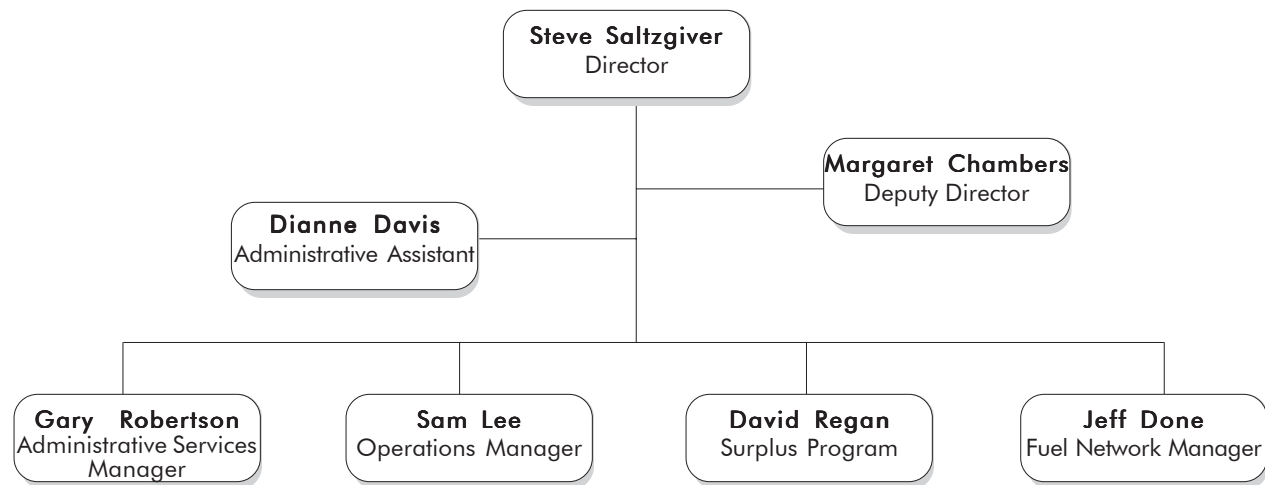 Steve Saltzgiver
Director
Margaret Chambers
Deputy Director
Dianne Davis
Administrative Assistant
Gary Robertson
Administrative Services
Manager
Sam Lee
Operations Manager
David Regan
Surplus Program
Jeff Done
Fuel Network Manager